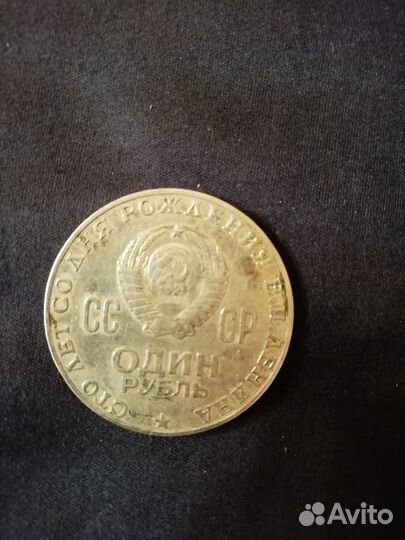 СТО ЛЕТ СО ДНЯ РОЖДЕНИЯ В.И.ЛЕНИНА
СС СР
ОДИН
РУБЛЬ
Avito